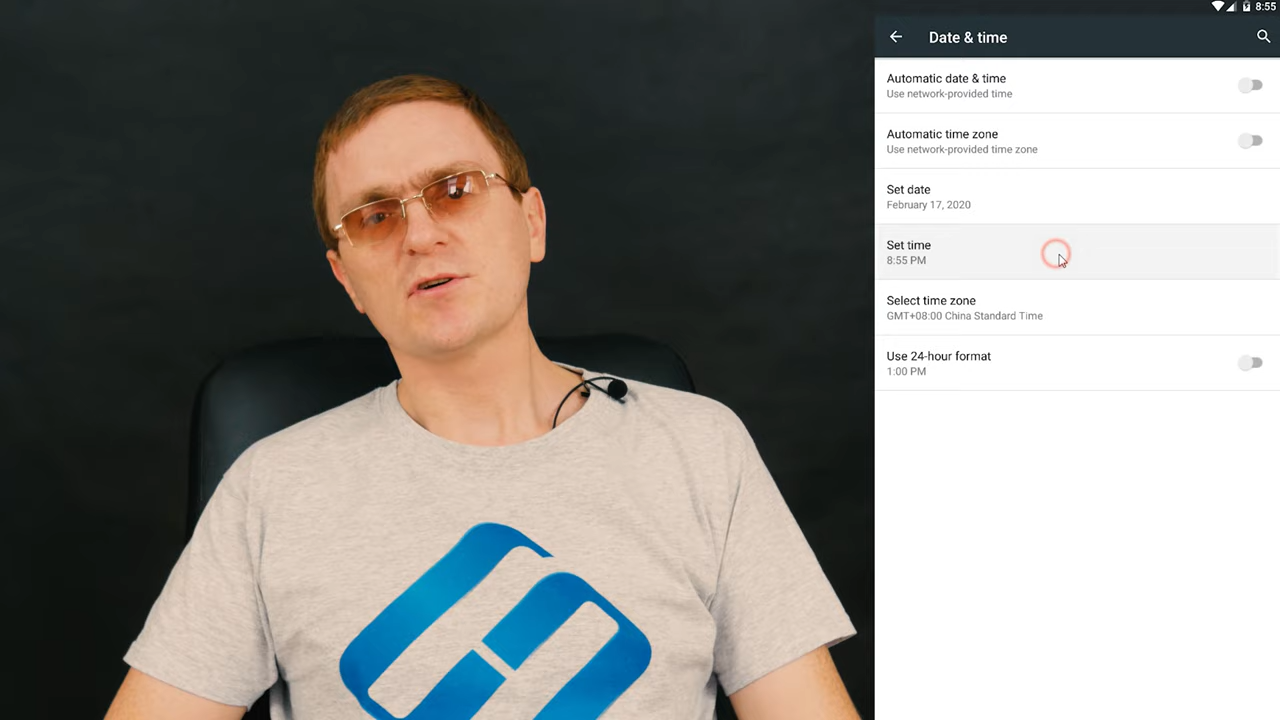 8:55
Date & time
Automatic date & time
Use network-provided time
Automatic time zone
Use network-provided time zone
Set date
February 17, 2020
Set time
8:55 PM
Select time zone
GMT+08:00 China Standard Time
Use 24-hour format
1:00 PM